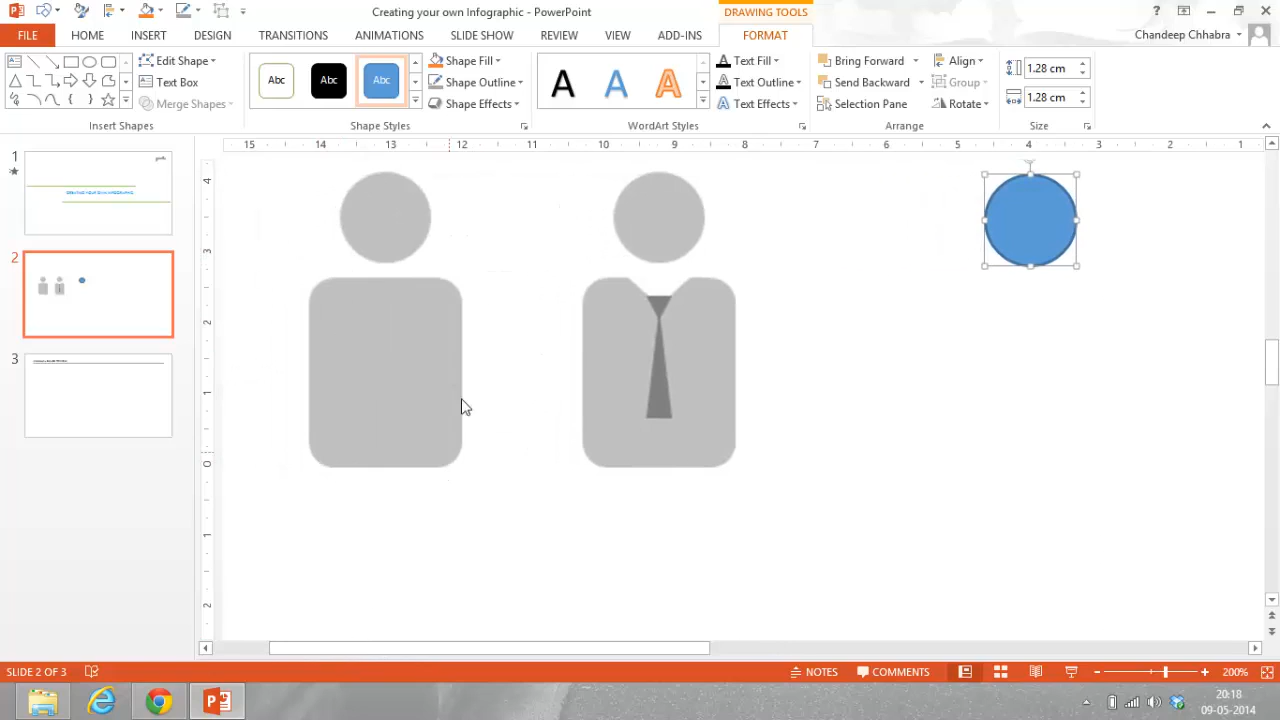 Creating your own Infographic - PowerPoint
DRAWING TOOLS
?
FILE HOME INSERT DESIGN TRANSITIONS ANIMATIONS SLIDE SHOW REVIEW VIEW ADD-INS FORMAT
Chandeep Chhabra
Edit Shape
Text Box
Merge Shapes
Insert Shapes
Abc Abc Abc
Shape Fill
Shape Outline
Shape Effects
Shape Styles
A A A
Text Fill
Text Outline
Text Effects
WordArt Styles
Bring Forward
Send Backward
Selection Pane
Align
Group
Rotate
Arrange
1.28 cm
1.28 cm
Size
15 14 13 12 11 10 9 8 7 6 5 4 3 2 1
4
3
2
1
0
1
2
1
CREATING YOUR OWN INFOGRAPHIC
2
3
SLIDE 2 OF 3
NOTES
COMMENTS
200%
20:18
09-05-2014